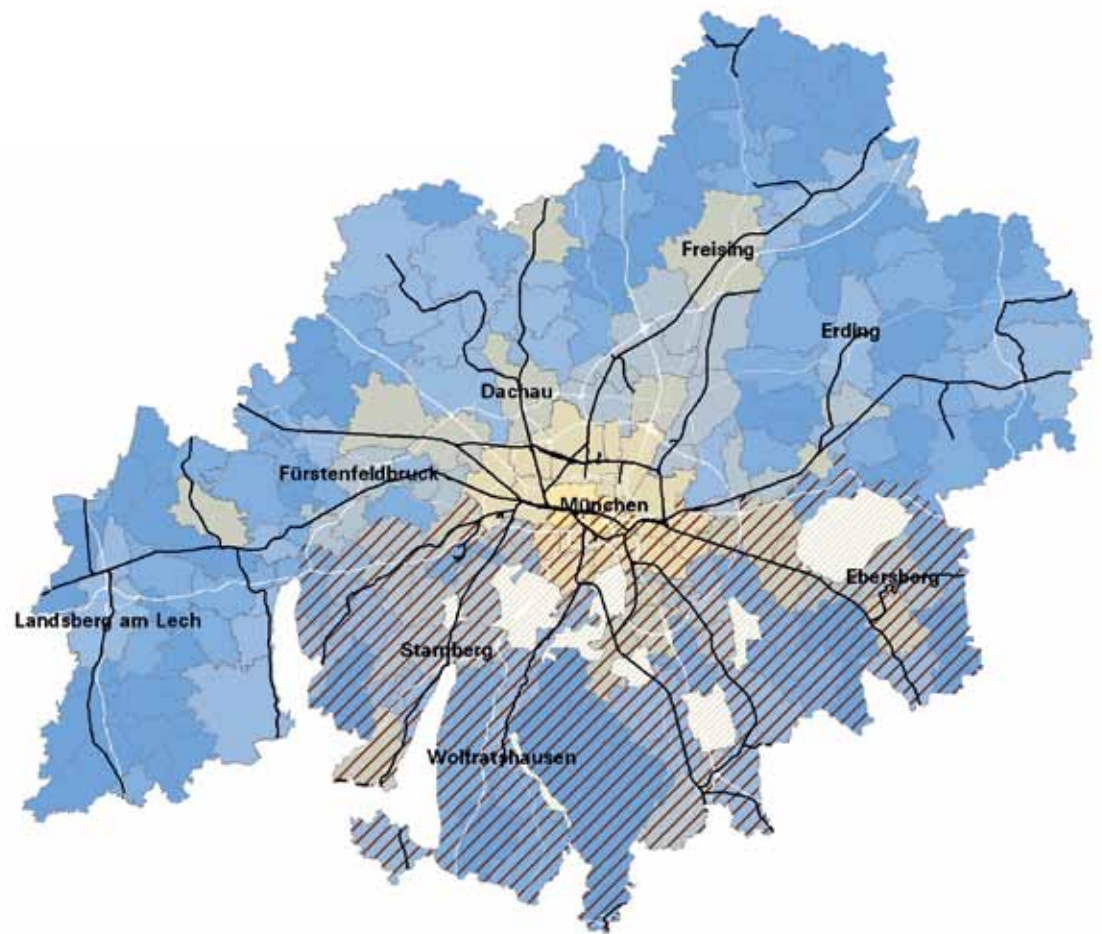 Freising
Erding
Dachau
Fürstenfeldbruck
München
Ebersberg
Landsberg am Lech
Starnberg
Wolfratshausen